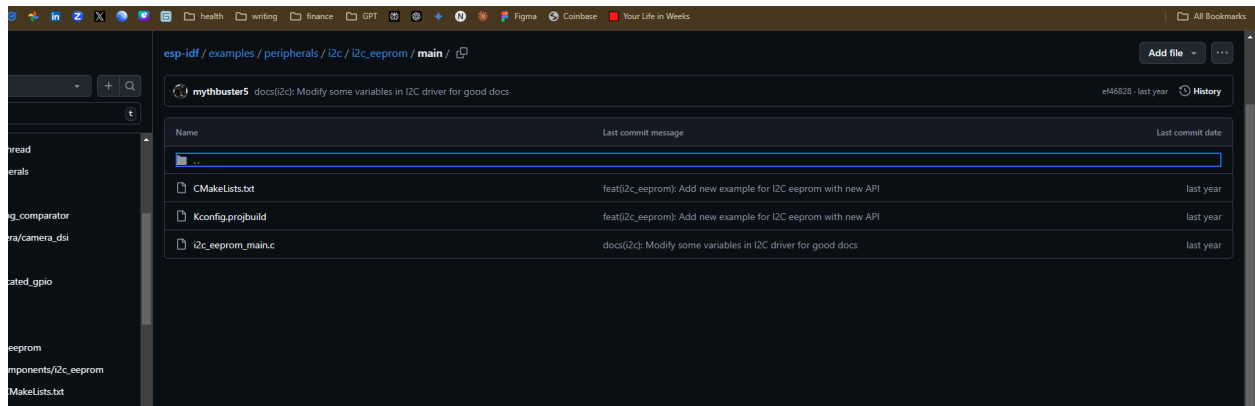 health writing finance GPT Figma Coinbase Your Life in Weeks All Bookmarks
esp-idf / examples / peripherals / i2c / i2c_eeprom / main / Add file
mythbuster5 docs(i2c): Modify some variables in I2C driver for good docs ef46828 · last year History
t
Name Last commit message Last commit date
hread
erals
..
CMakeLists.txt feat(i2c_eeprom): Add new example for I2C eeprom with new API last year
og_comparator
Kconfig.projbuild feat(i2c_eeprom): Add new example for I2C eeprom with new API last year
era/camera_dsi
i2c_eeprom_main.c docs(i2c): Modify some variables in I2C driver for good docs last year
cated_gpio
eeprom
mponents/i2c_eeprom
MakeLists.txt